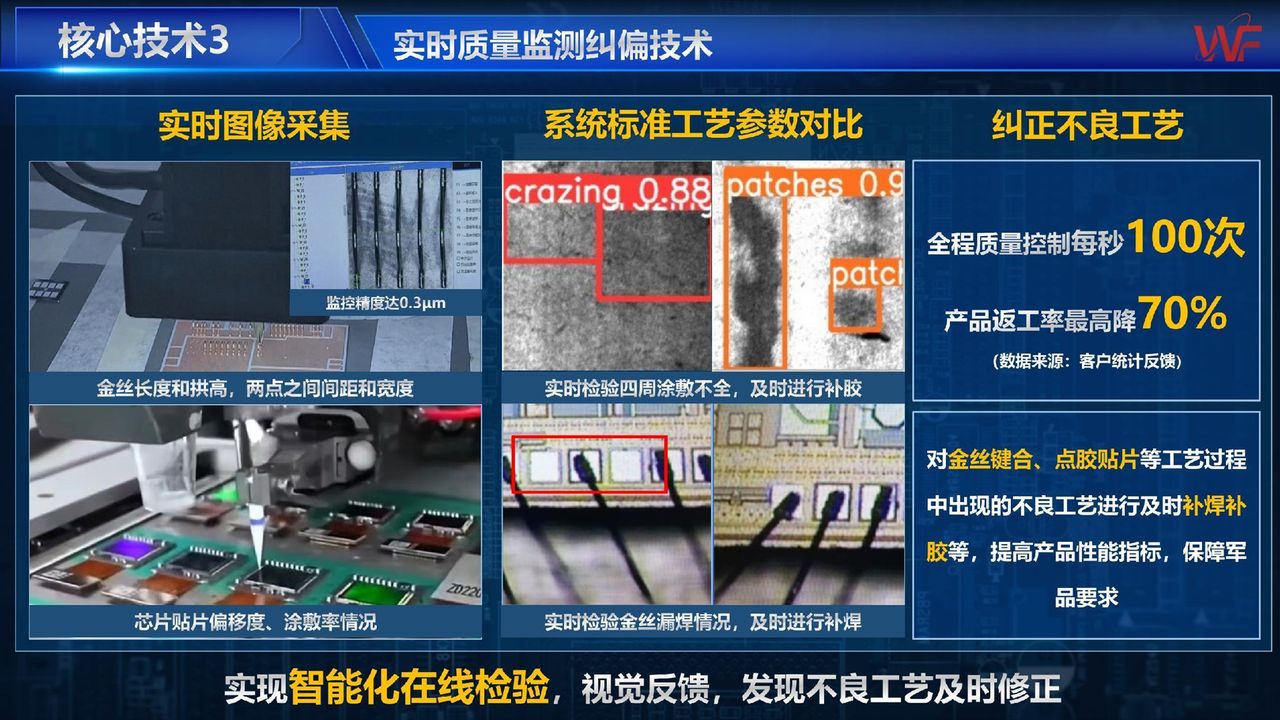 核心技术3
实时质量监测纠偏技术
WF
实时图像采集
系统标准工艺参数对比
纠正不良工艺
监控精度达0.3μm
金丝长度和拱高，两点之间间距和宽度
crazing 0.88
patches 0.9
patch
实时检验四周涂敷不全，及时进行补胶
全程质量控制每秒100次
产品返工率最高降70%
(数据来源：客户统计反馈)
芯片贴片偏移度、涂敷率情况
实时检验金丝漏焊情况，及时进行补焊
对金丝键合、点胶贴片等工艺过程
中出现的不良工艺进行及时补焊补
胶等，提高产品性能指标，保障军
品要求
实现智能化在线检验，视觉反馈，发现不良工艺及时修正